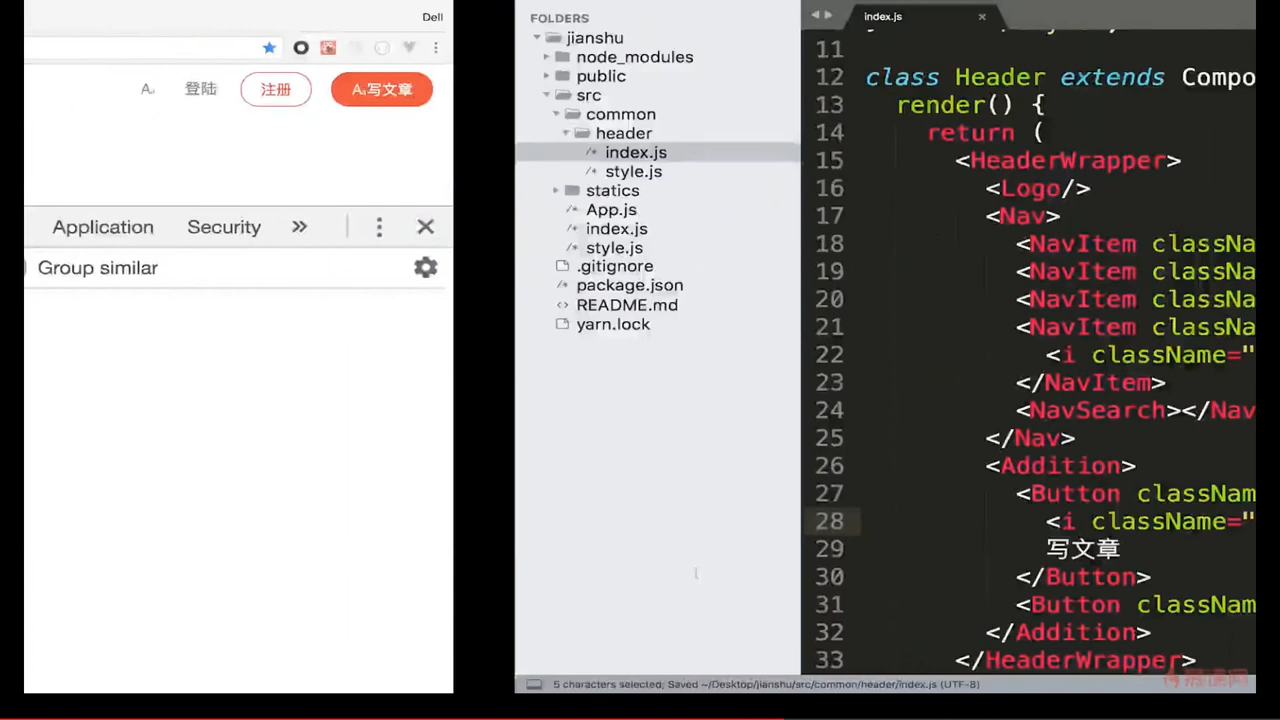 Dell
登陆
注册
写文章
Application
Security
Group similar
FOLDERS
jianshu
node_modules
public
src
common
header
index.js
style.js
statics
App.js
index.js
style.js
.gitignore
package.json
README.md
yarn.lock
index.js
11
12 class Header extends Compo
13 render() {
14 return (
15 <HeaderWrapper>
16 <Logo/>
17 <Nav>
18 <NavItem classNa
19 <NavItem classNa
20 <NavItem classNa
21 <NavItem classNa
22 <i className="
23 </NavItem>
24 <NavSearch></Nav
25 </Nav>
26 <Addition>
27 <Button classNam
28 <i className="
29 写文章
30 </Button>
31 <Button classNam
32 </Addition>
33 </HeaderWrapper>
5 characters selected; Saved ~/Desktop/jianshu/src/common/header/index.js (UTF-8)
慕课网